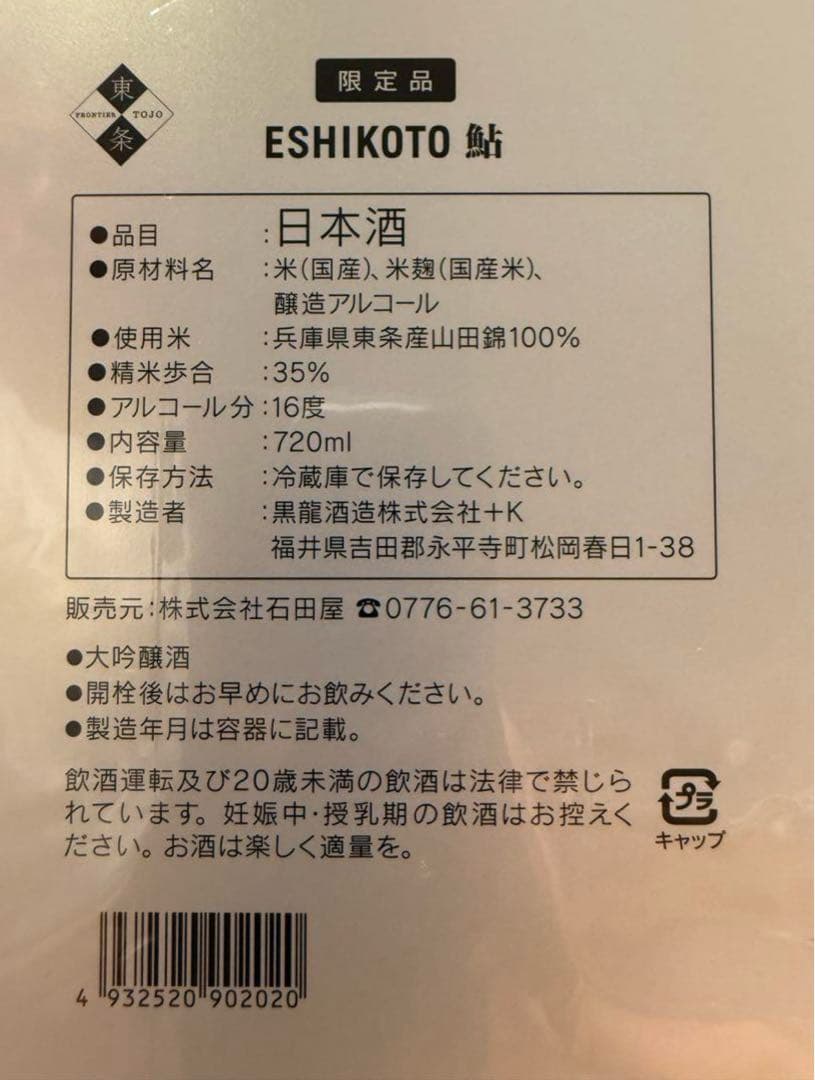 東
FRONTIER TOJO
条
限定品
ESHIKOTO 鮎
●品目 :日本酒
●原材料名 :米(国産)、米麹(国産米)、
醸造アルコール
●使用米 :兵庫県東条産山田錦100%
●精米歩合 :35%
●アルコール分:16度
●内容量 :720ml
●保存方法 :冷蔵庫で保存してください。
●製造者 :黒龍酒造株式会社+K
福井県吉田郡永平寺町松岡春日1-38
販売元:株式会社石田屋 ☎0776-61-3733
●大吟醸酒
●開栓後はお早めにお飲みください。
●製造年月は容器に記載。
飲酒運転及び20歳未満の飲酒は法律で禁じら
れています。妊娠中・授乳期の飲酒はお控えく
ださい。お酒は楽しく適量を。
プラ
キャップ
4 932520 902020